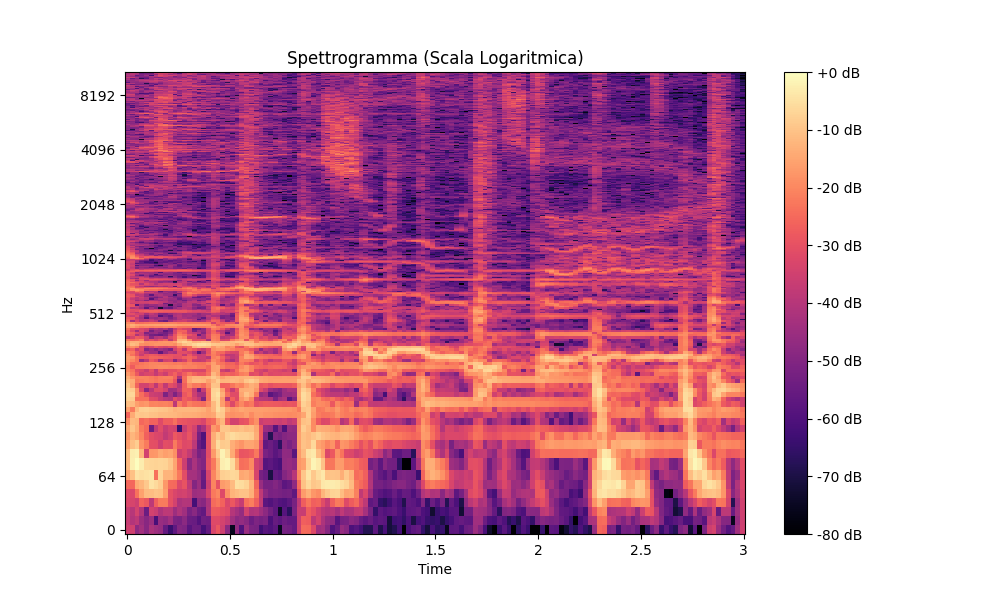 Spettrogramma (Scala Logaritmica)
Hz
8192
4096
2048
1024
512
256
128
64
0
0
0.5
1
1.5
2
2.5
3
Time
+0 dB
-10 dB
-20 dB
-30 dB
-40 dB
-50 dB
-60 dB
-70 dB
-80 dB